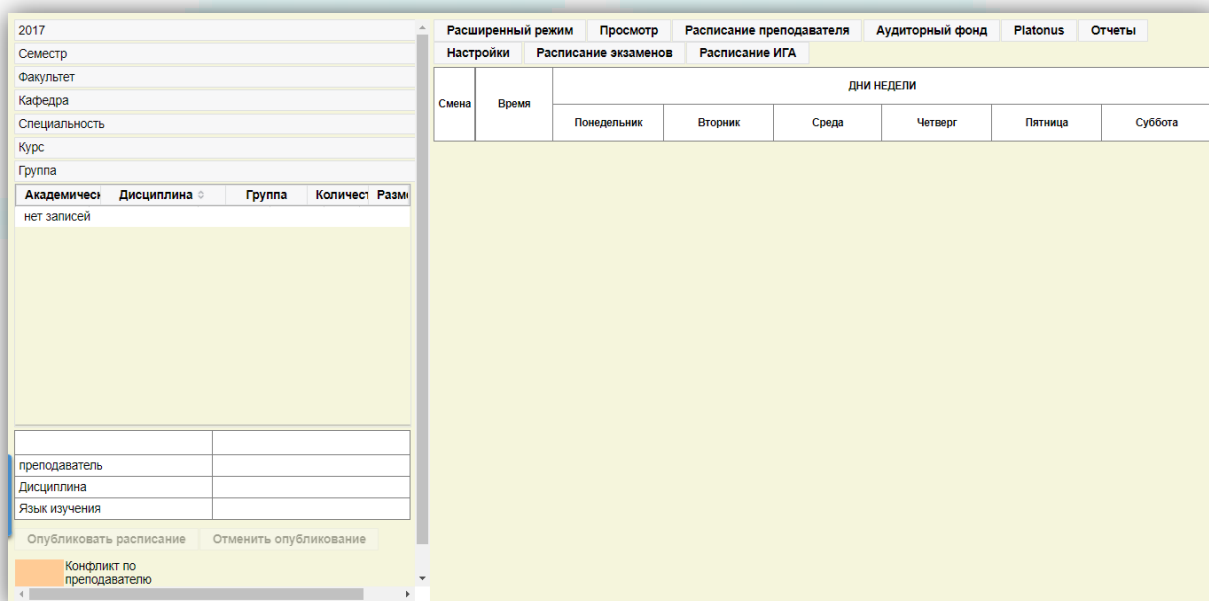 2017
Семестр
Факультет
Кафедра
Специальность
Курс
Группа
Академическ Дисциплина Группа Количест Разм
нет записей
преподаватель
Дисциплина
Язык изучения
Опубликовать расписание Отменить опубликование
Конфликт по
преподавателю
Расширенный режим Просмотр Расписание преподавателя Аудиторный фонд Platonus Отчеты
Настройки Расписание экзаменов Расписание ИГА
Смена Время ДНИ НЕДЕЛИ
Понедельник Вторник Среда Четверг Пятница Суббота